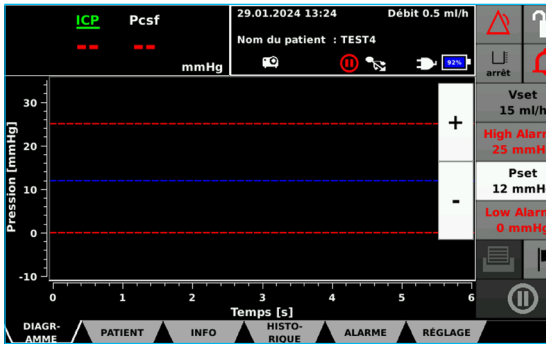 ICP Pcsf
-- --
mmHg
29.01.2024 13:24 Débit 0.5 ml/h
Nom du patient : TEST4
92%
arrêt
Vset
15 ml/h
High Alarm
25 mmH
Pset
12 mmH
Low Alarm
0 mmHg
+
-
Pression [mmHg]
30
20
10
0
-10
0 1 2 3 4 5 6
Temps [s]
DIAGR-
AMME
PATIENT
INFO
HISTO-
RIQUE
ALARME
RÉGLAGE